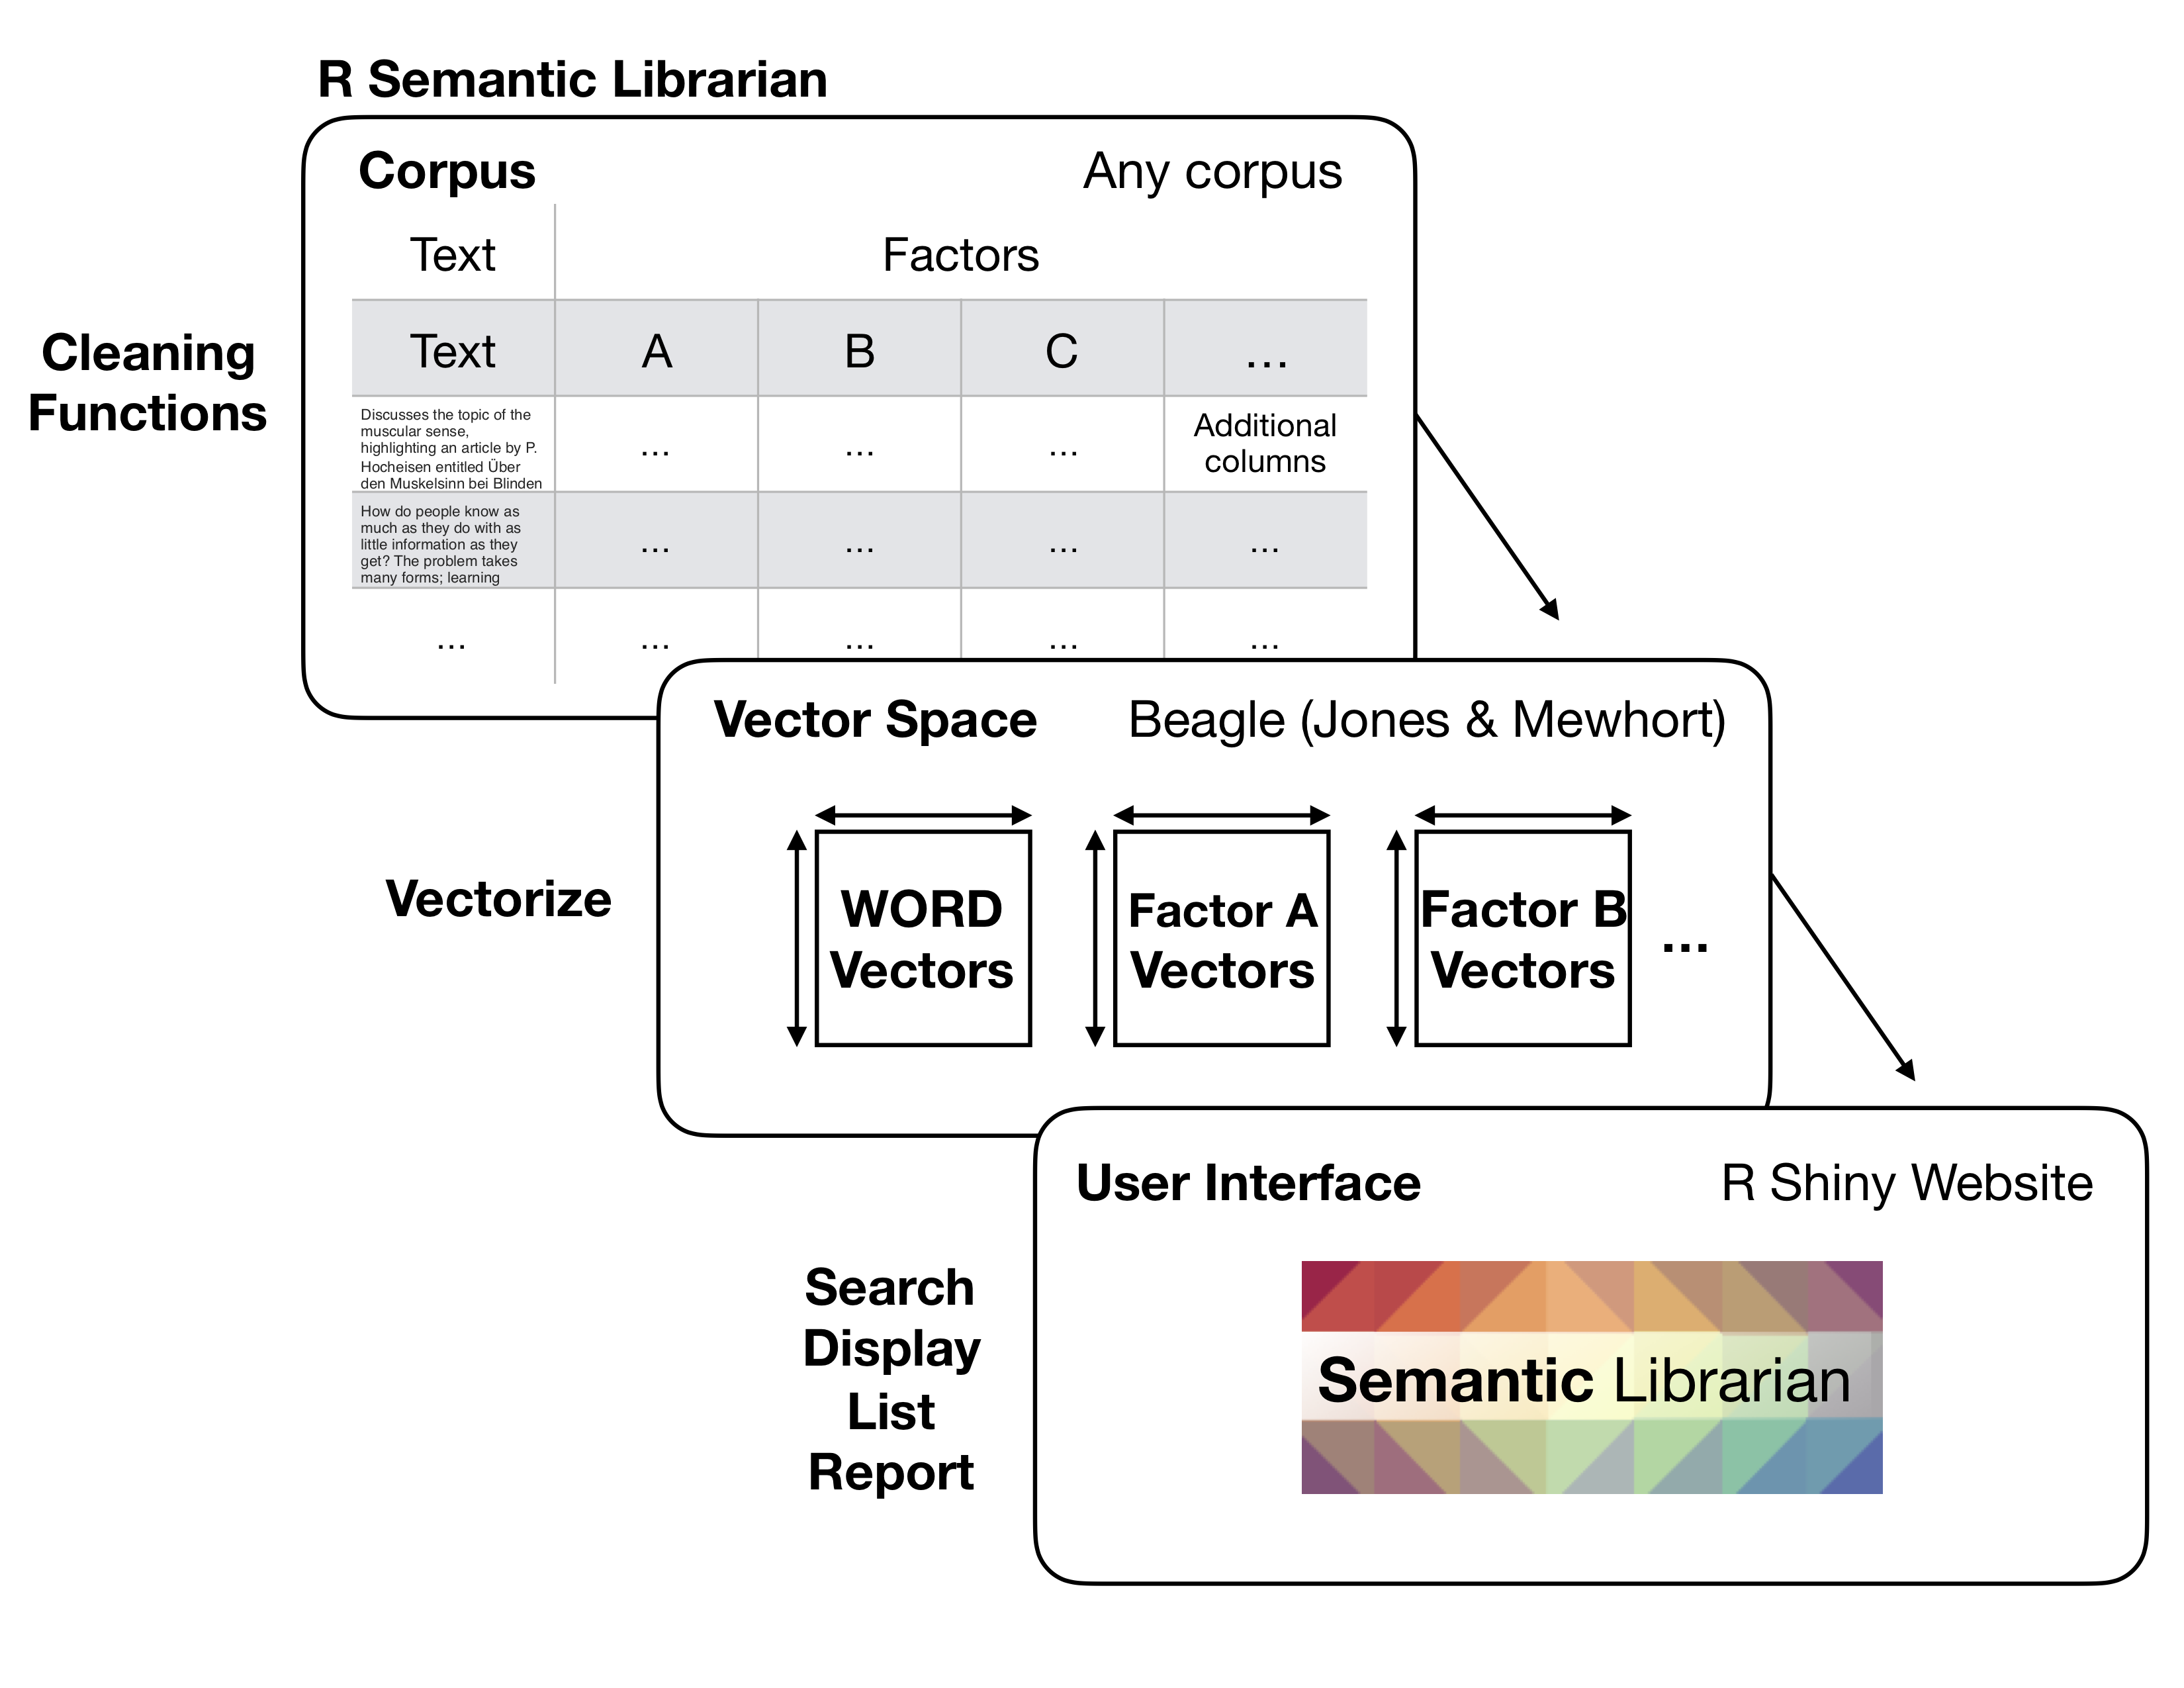 R Semantic Librarian
Corpus
Any corpus
Text
Factors
Cleaning
Functions
Text
A
B
C
...
Discusses the topic of the
muscular sense,
highlighting an article by P.
Hocheisen entitled Über
den Muskelsinn bei Blinden
...
...
...
Additional
columns
How do people know as
much as they do with as
little information as they
get? The problem takes
many forms; learning
...
...
...
...
...
...
...
...
...
Vector Space
Beagle (Jones & Mewhort)
Vectorize
WORD
Vectors
Factor A
Vectors
Factor B
Vectors
...
User Interface
R Shiny Website
Search
Display
List
Report
Semantic Librarian